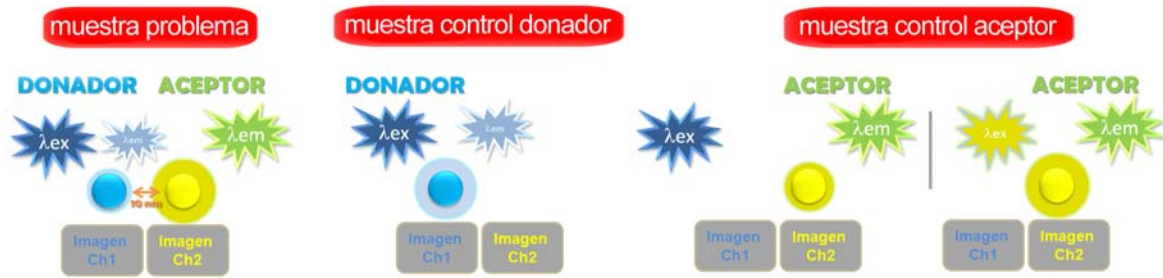 muestra problema
muestra control donador
muestra control aceptor
DONADOR ACEPTOR
λex
λem
λem
10 nm
Imagen Ch1
Imagen Ch2
DONADOR
λex
λem
Imagen Ch1
Imagen Ch2
ACEPTOR
λex
λem
Imagen Ch1
Imagen Ch2
ACEPTOR
λex
λem
Imagen Ch1
Imagen Ch2